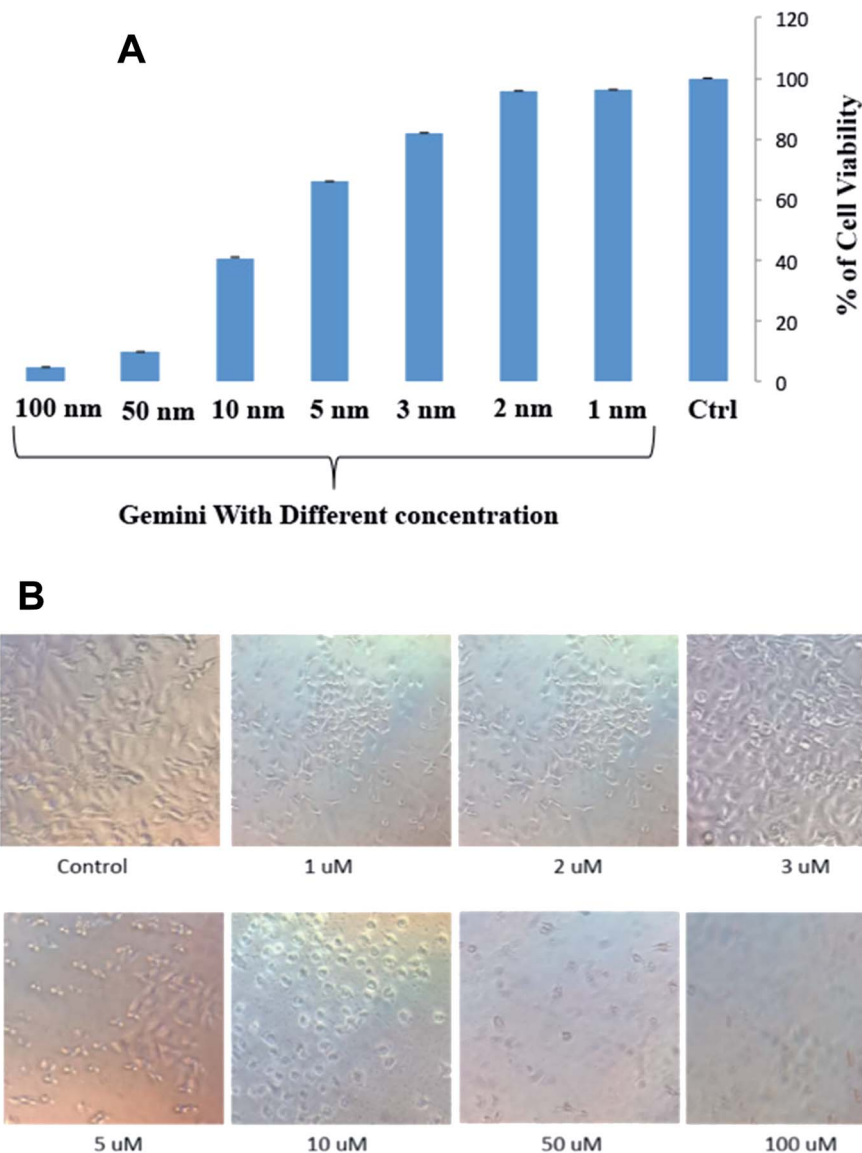 A
120
100
80
60
40
20
0
% of Cell Viability
100 nm 50 nm 10 nm 5 nm 3 nm 2 nm 1 nm Ctrl
Gemini With Different concentration
B
Control 1 uM 2 uM 3 uM
5 uM 10 uM 50 uM 100 uM